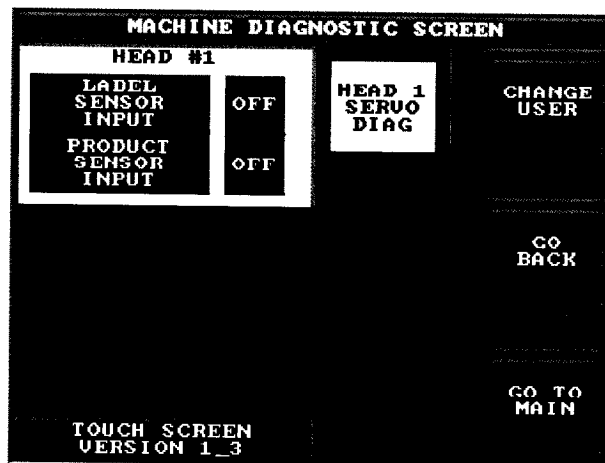 MACHINE DIAGNOSTIC SCREEN
HEAD #1
LABEL
SENSOR
INPUT
OFF
PRODUCT
SENSOR
INPUT
OFF
HEAD 1
SERVO
DIAG
CHANGE
USER
GO
BACK
GO TO
MAIN
TOUCH SCREEN
VERSION 1_3